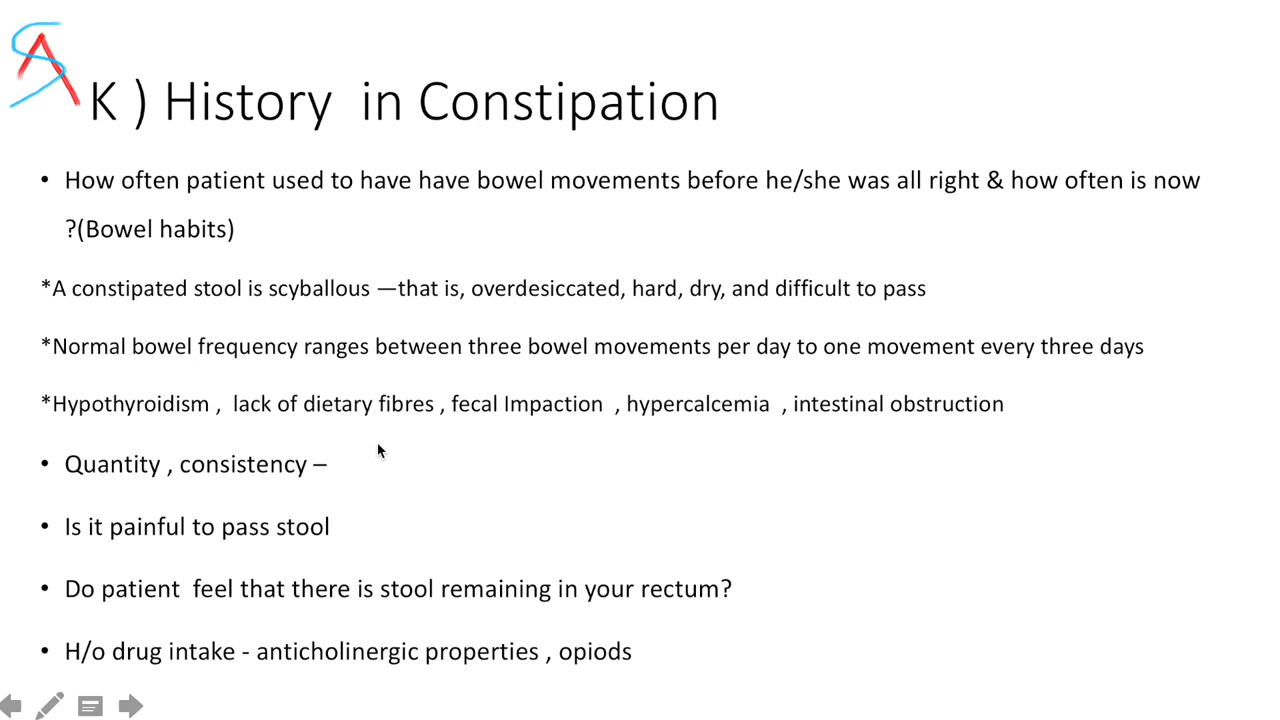 SA
K ) History in Constipation
• How often patient used to have have bowel movements before he/she was all right & how often is now
?(Bowel habits)
*A constipated stool is scyballous —that is, overdesiccated, hard, dry, and difficult to pass
*Normal bowel frequency ranges between three bowel movements per day to one movement every three days
*Hypothyroidism , lack of dietary fibres , fecal Impaction , hypercalcemia , intestinal obstruction
• Quantity , consistency –
• Is it painful to pass stool
• Do patient feel that there is stool remaining in your rectum?
• H/o drug intake - anticholinergic properties , opiods